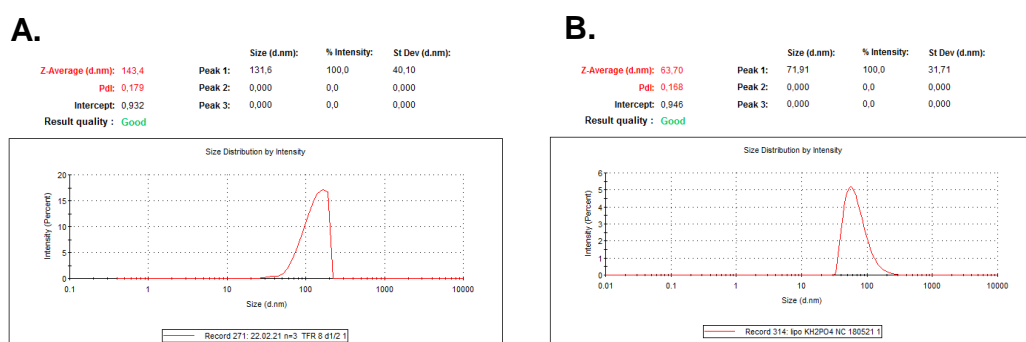 A.
Size (d.nm): % Intensity: St Dev (d.nm):
Z-Average (d.nm): 143,4 Peak 1: 131,6 100,0 40,10
PdI: 0,179 Peak 2: 0,000 0,0 0,000
Intercept: 0,932 Peak 3: 0,000 0,0 0,000
Result quality : Good
Size Distribution by Intensity
Intensity (Percent)
20
15
10
5
0
0.1 1 10 100 1000 10000
Size (d.nm)
Record 271: 22.02.21 n=3 TFR 8 d1/2 1
B.
Size (d.nm): % Intensity: St Dev (d.nm):
Z-Average (d.nm): 63,70 Peak 1: 71,91 100,0 31,71
PdI: 0,168 Peak 2: 0,000 0,0 0,000
Intercept: 0,946 Peak 3: 0,000 0,0 0,000
Result quality : Good
Size Distribution by Intensity
Intensity (Percent)
6
5
4
3
2
1
0
0.01 0.1 1 10 100 1000 10000
Size (d.nm)
Record 314: lipo KH2PO4 NC 180521 1